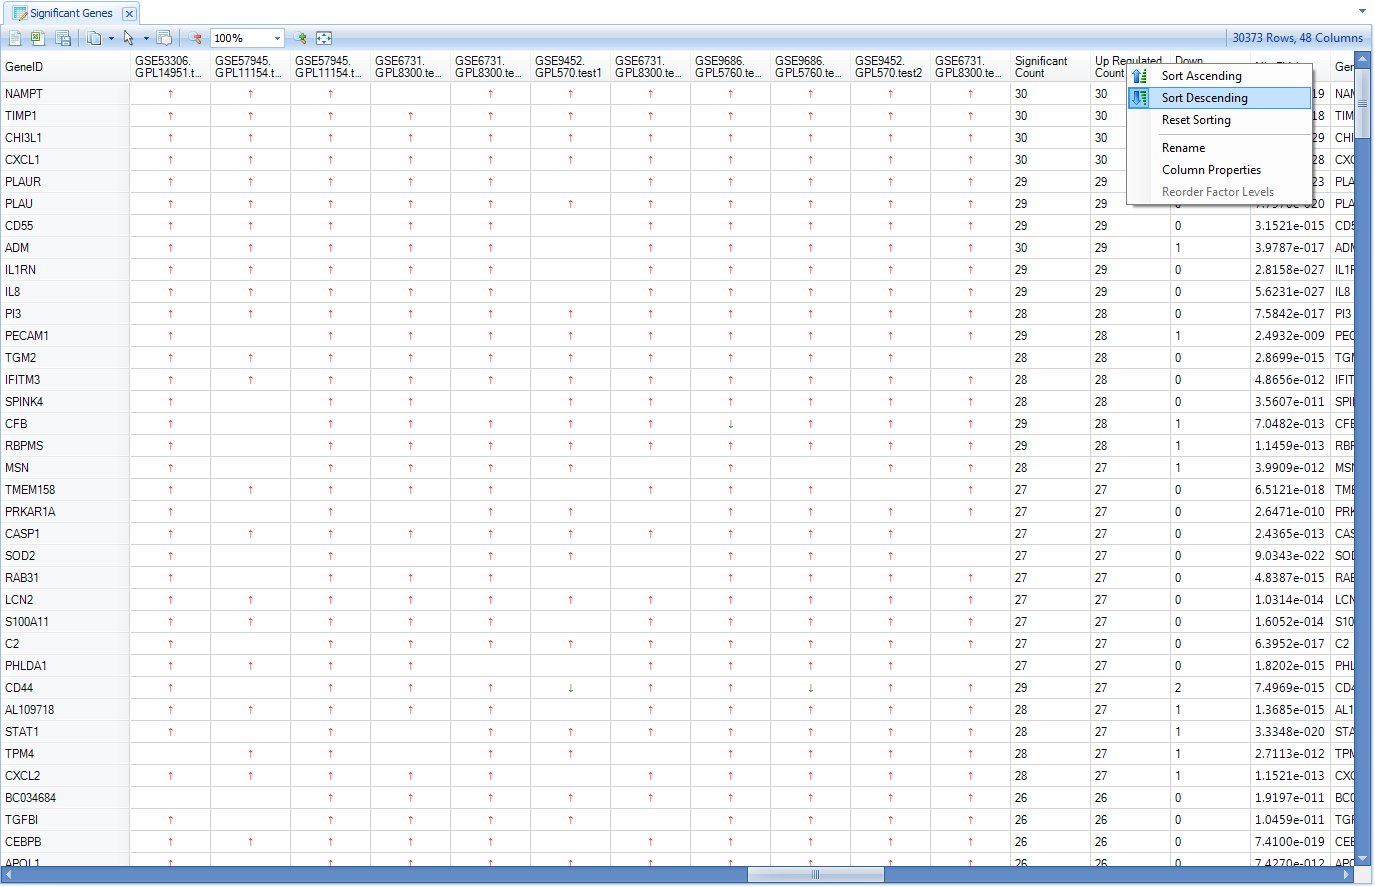 Significant Genes
100%
30373 Rows, 48 Columns
GeneID GSE53306. GPL14951.t... GSE57945. GPL11154.t... GSE57945. GPL11154.t... GSE6731. GPL8300.te... GSE6731. GPL8300.te... GSE9452. GPL570.test1 GSE6731. GPL8300.te... GSE9686. GPL5760.te... GSE9686. GPL5760.te... GSE9452. GPL570.test2 GSE6731. GPL8300.te... Significant Count Up Regulated Count Down Gen
Sort Ascending
Sort Descending
Reset Sorting
Rename
Column Properties
Reorder Factor Levels
NAMPT ↑ ↑ ↑ ↑ ↑ ↑ ↑ ↑ ↑ ↑ 30 30 19 NAM
TIMP1 ↑ ↑ ↑ ↑ ↑ ↑ ↑ ↑ ↑ ↑ ↑ 30 30 18 TIM
CHI3L1 ↑ ↑ ↑ ↑ ↑ ↑ ↑ ↑ ↑ ↑ ↑ 30 30 29 CHI
CXCL1 ↑ ↑ ↑ ↑ ↑ ↑ ↑ ↑ ↑ ↑ ↑ 30 30 28 CXC
PLAUR ↑ ↑ ↑ ↑ ↑ ↑ ↑ ↑ ↑ ↑ 29 29 23 PLA
PLAU ↑ ↑ ↑ ↑ ↑ ↑ ↑ ↑ ↑ ↑ ↑ 29 29 PLA
CD55 ↑ ↑ ↑ ↑ ↑ ↑ ↑ ↑ ↑ ↑ 29 29 0 3.1521e-015 CD5
ADM ↑ ↑ ↑ ↑ ↑ ↑ ↑ ↑ ↑ ↑ 30 29 1 3.9787e-017 ADM
IL1RN ↑ ↑ ↑ ↑ ↑ ↑ ↑ ↑ ↑ ↑ 29 29 0 2.8158e-027 IL1F
IL8 ↑ ↑ ↑ ↑ ↑ ↑ ↑ ↑ ↑ ↑ 29 29 0 5.6231e-027 IL8
PI3 ↑ ↑ ↑ ↑ ↑ ↑ ↑ ↑ ↑ ↑ ↑ 28 28 0 7.5842e-017 PI3
PECAM1 ↑ ↑ ↑ ↑ ↑ ↑ ↑ ↑ ↑ ↑ 29 28 1 2.4932e-009 PEC
TGM2 ↑ ↑ ↑ ↑ ↑ ↑ ↑ ↑ ↑ ↑ 28 28 0 2.8699e-015 TGM
IFITM3 ↑ ↑ ↑ ↑ ↑ ↑ ↑ ↑ ↑ ↑ ↑ 28 28 0 4.8656e-012 IFIT
SPINK4 ↑ ↑ ↑ ↑ ↑ ↑ ↑ ↑ ↑ 28 28 0 3.5607e-011 SPI
CFB ↑ ↑ ↑ ↑ ↑ ↑ ↓ ↑ ↑ ↑ 29 28 1 7.0482e-013 CFE
RBPMS ↑ ↑ ↑ ↑ ↑ ↑ ↑ ↑ ↑ ↑ 29 28 1 1.1459e-013 RBF
MSN ↑ ↑ ↑ ↑ ↑ ↑ ↑ ↑ 28 27 1 3.9909e-012 MSN
TMEM158 ↑ ↑ ↑ ↑ ↑ ↑ ↑ ↑ ↑ 27 27 0 6.5121e-018 TME
PRKAR1A ↑ ↑ ↑ ↑ ↑ ↑ ↑ ↑ 27 27 0 2.6471e-010 PRK
CASP1 ↑ ↑ ↑ ↑ ↑ ↑ ↑ ↑ ↑ ↑ 27 27 0 2.4365e-013 CAS
SOD2 ↑ ↑ ↑ ↑ ↑ ↑ ↑ 27 27 0 9.0343e-022 SOD
RAB31 ↑ ↑ ↑ ↑ ↑ ↑ ↑ ↑ 27 27 0 4.8387e-015 RAE
LCN2 ↑ ↑ ↑ ↑ ↑ ↑ ↑ ↑ ↑ ↑ ↑ 27 27 0 1.0314e-014 LCN
S100A11 ↑ ↑ ↑ ↑ ↑ ↑ ↑ ↑ ↑ ↑ 27 27 0 1.6052e-014 S10
C2 ↑ ↑ ↑ ↑ ↑ ↑ ↑ ↑ ↑ ↑ 27 27 0 6.3952e-017 C2
PHLDA1 ↑ ↑ ↑ ↑ ↑ ↑ ↑ ↑ ↑ 27 27 0 1.8202e-015 PHL
CD44 ↑ ↑ ↑ ↑ ↓ ↑ ↑ ↓ ↑ ↑ 29 27 2 7.4969e-015 CD4
AL109718 ↑ ↑ ↑ ↑ ↑ ↑ ↑ ↑ ↑ ↑ 28 27 1 1.3685e-015 AL1
STAT1 ↑ ↑ ↑ ↑ ↑ ↑ ↑ ↑ ↑ 28 27 1 3.3348e-020 STA
TPM4 ↑ ↑ ↑ ↑ ↑ ↑ ↑ ↑ 28 27 1 2.7113e-012 TPM
CXCL2 ↑ ↑ ↑ ↑ ↑ ↑ ↑ ↑ ↑ ↑ 28 27 1 1.1521e-013 CXC
BC034684 ↑ ↑ ↑ ↑ ↑ ↑ ↑ ↑ ↑ 26 26 0 1.9197e-011 BC0
TGFBI ↑ ↑ ↑ ↑ ↑ ↑ ↑ ↑ ↑ 26 26 0 1.0459e-011 TGF
CEBPB ↑ ↑ ↑ ↑ ↑ ↑ ↑ ↑ ↑ 26 26 0 7.4100e-019 CEE
APOL1 ↑ ↑ ↑ ↑ ↑ ↑ ↑ ↑ ↑ 26 26 0 7.4270e-012 APC